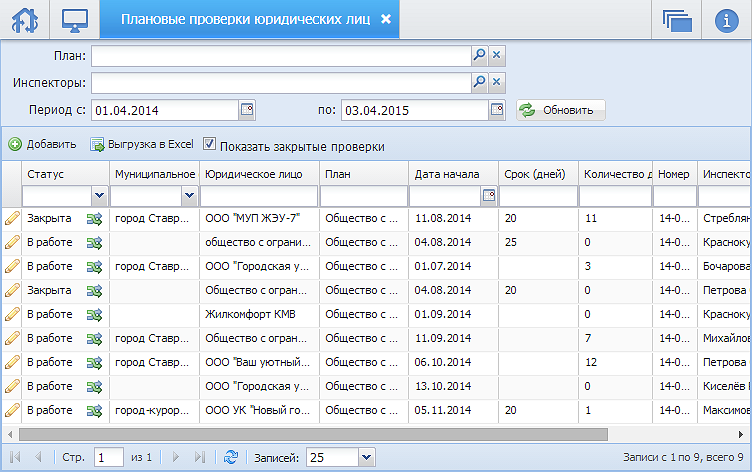 Плановые проверки юридических лиц
План:
Инспекторы:
Период с: 01.04.2014 по: 03.04.2015 Обновить
Добавить Выгрузка в Excel Показать закрытые проверки
Статус Муниципальное Юридическое лицо План Дата начала Срок (дней) Количество д Номер Инспекто
Закрыта город Ставр... ООО "МУП ЖЭУ-7" Общество с ... 11.08.2014 20 11 14-0... Стреблян
В работе общество с ограни... Общество с ... 04.08.2014 25 0 14-0... Красноку
В работе город Ставр... ООО "Городская у... Общество с ... 01.07.2014 3 14-0... Бочарова
Закрыта Общество с огран... Общество с ... 04.08.2014 20 0 14-0... Петрова
В работе Жилкомфорт КМВ Общество с ... 01.09.2014 0 14-0... Красноку
В работе город Ставр... Общество с огран... Общество с ... 11.09.2014 7 14-0... Михайлов
В работе город Ставр... ООО "Ваш уютный... Общество с ... 06.10.2014 12 14-0... Петрова
В работе ООО "Городская у... Общество с ... 13.10.2014 0 14-0... Киселёв
В работе город-курор... ООО УК "Новый го... Общество с ... 05.11.2014 20 1 14-0... Максимов
Стр. 1 из 1 Записей: 25 Записи с 1 по 9, всего 9